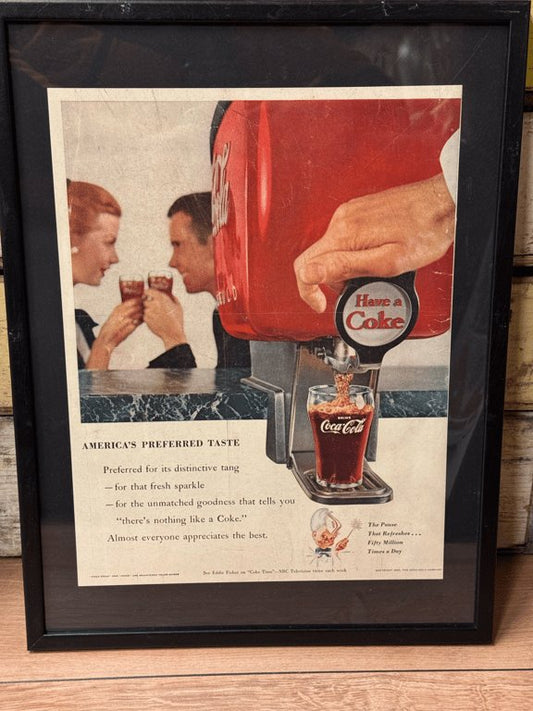 Have a
Coke
DRINK
Coca-Cola
AMERICA'S PREFERRED TASTE
Preferred for its distinctive tang
—for that fresh sparkle
—for the unmatched goodness that tells you
"there's nothing like a Coke."
Almost everyone appreciates the best.
The Pause
That Refreshes...
Fifty Million
Times a Day
See Eddie Fisher on "Coke Time"—NBC Television twice each week